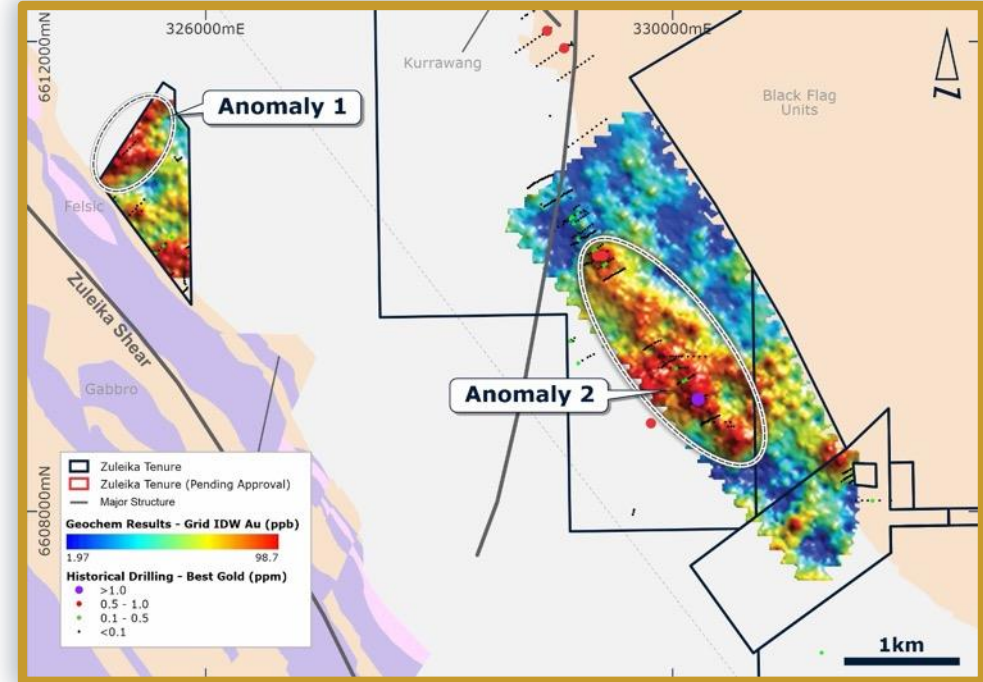 326000mE
330000mE
6612000mN
Kurrawang
Black Flag
Units
N
Anomaly 1
Felsic
Zuleika Shear
Gabbro
Anomaly 2
6608000mN
Zuleika Tenure
Zuleika Tenure (Pending Approval)
Major Structure
Geochem Results - Grid IDW Au (ppb)
1.97 98.7
Historical Drilling - Best Gold (ppm)
>1.0
0.5 - 1.0
0.1 - 0.5
<0.1
1km